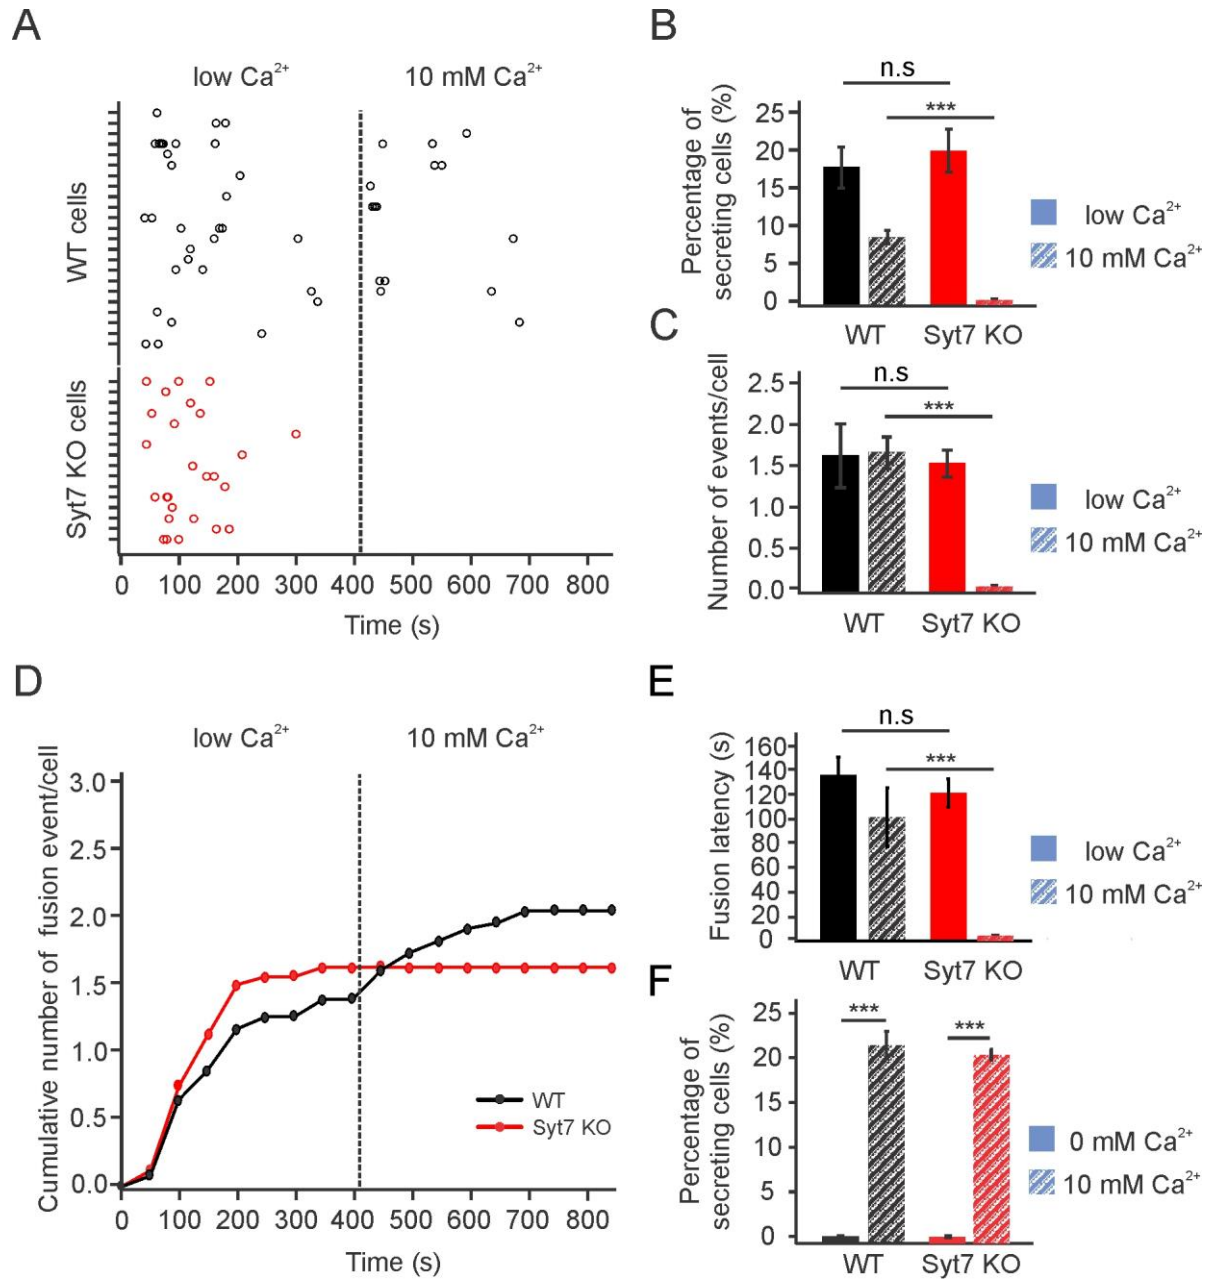 A
low Ca²⁺
10 mM Ca²⁺
WT cells
Syt7 KO cells
0 100 200 300 400 500 600 700 800
Time (s)
B
n.s
***
Percentage of
secreting cells (%)
25
20
15
10
5
0
WT Syt7 KO
low Ca²⁺
10 mM Ca²⁺
C
n.s
***
Number of events/cell
2.5
2.0
1.5
1.0
0.5
0.0
WT Syt7 KO
low Ca²⁺
10 mM Ca²⁺
D
low Ca²⁺
10 mM Ca²⁺
Cumulative number of fusion event/cell
3.0
2.5
2.0
1.5
1.0
0.5
0.0
WT
Syt7 KO
0 100 200 300 400 500 600 700 800
Time (s)
E
n.s
***
Fusion latency (s)
160
140
120
100
80
60
40
20
0
WT Syt7 KO
low Ca²⁺
10 mM Ca²⁺
F
***
***
Percentage of
secreting cells (%)
25
20
15
10
5
0
WT Syt7 KO
0 mM Ca²⁺
10 mM Ca²⁺